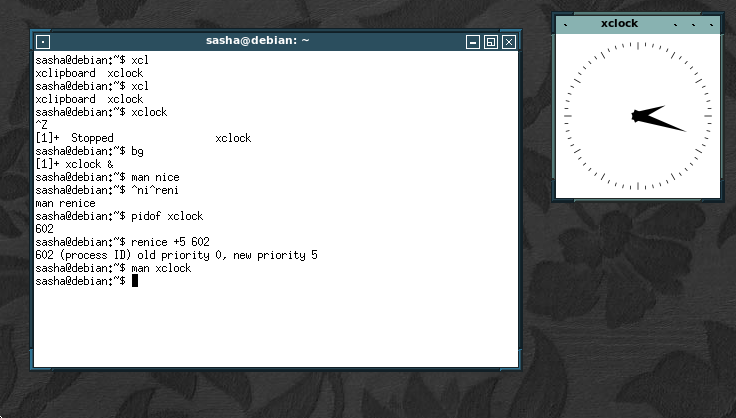 sasha@debian: ~
sasha@debian:~$ xcl
xclipboard  xclock
sasha@debian:~$ xcl
xclipboard  xclock
sasha@debian:~$ xclock
^Z
[1]+  Stopped                 xclock
sasha@debian:~$ bg
[1]+ xclock &
sasha@debian:~$ man nice
sasha@debian:~$ ^ni^reni
man renice
sasha@debian:~$ pidof xclock
602
sasha@debian:~$ renice +5 602
602 (process ID) old priority 0, new priority 5
sasha@debian:~$ man xclock
sasha@debian:~$
xclock